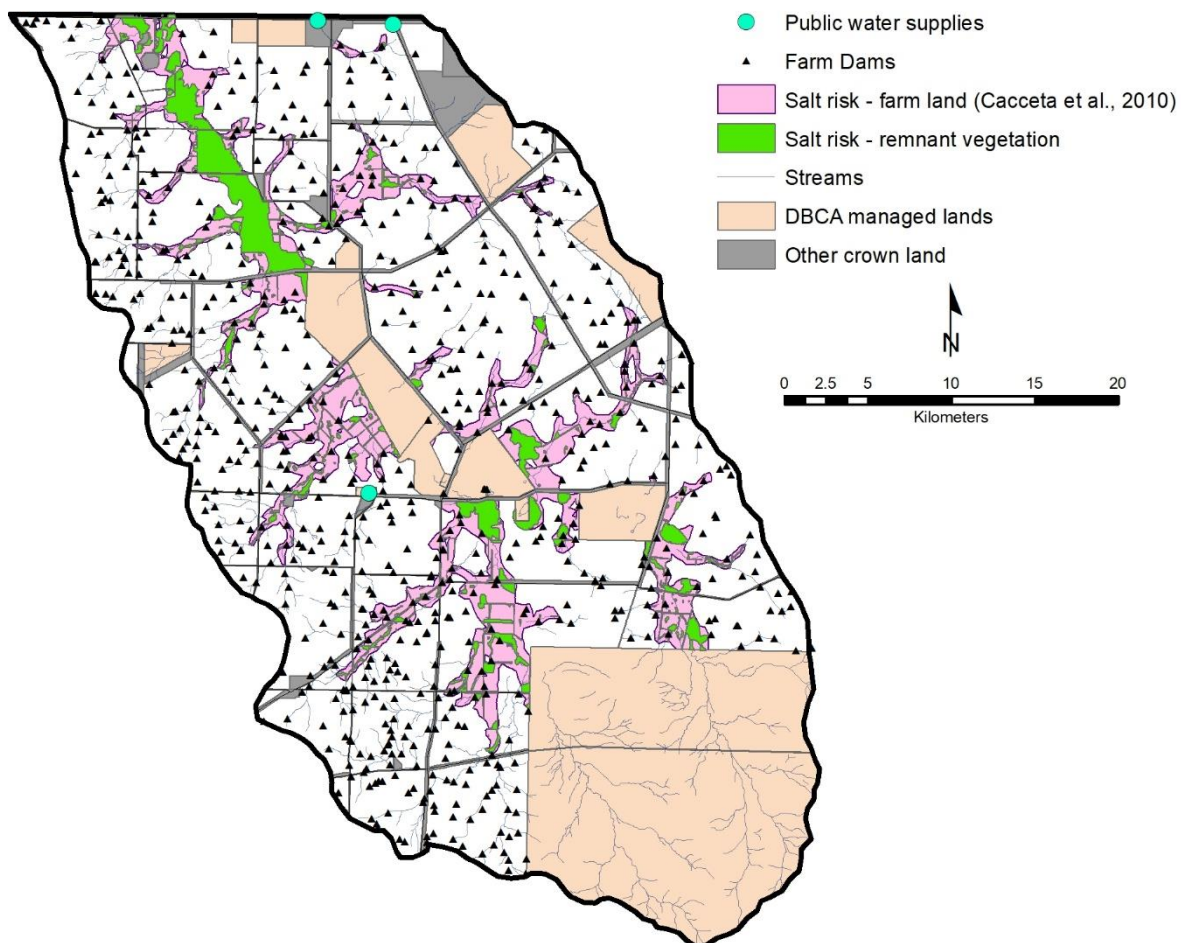 Public water supplies
Farm Dams
Salt risk - farm land (Cacceta et al., 2010)
Salt risk - remnant vegetation
Streams
DBCA managed lands
Other crown land
N
0 2.5 5 10 15 20
Kilometers